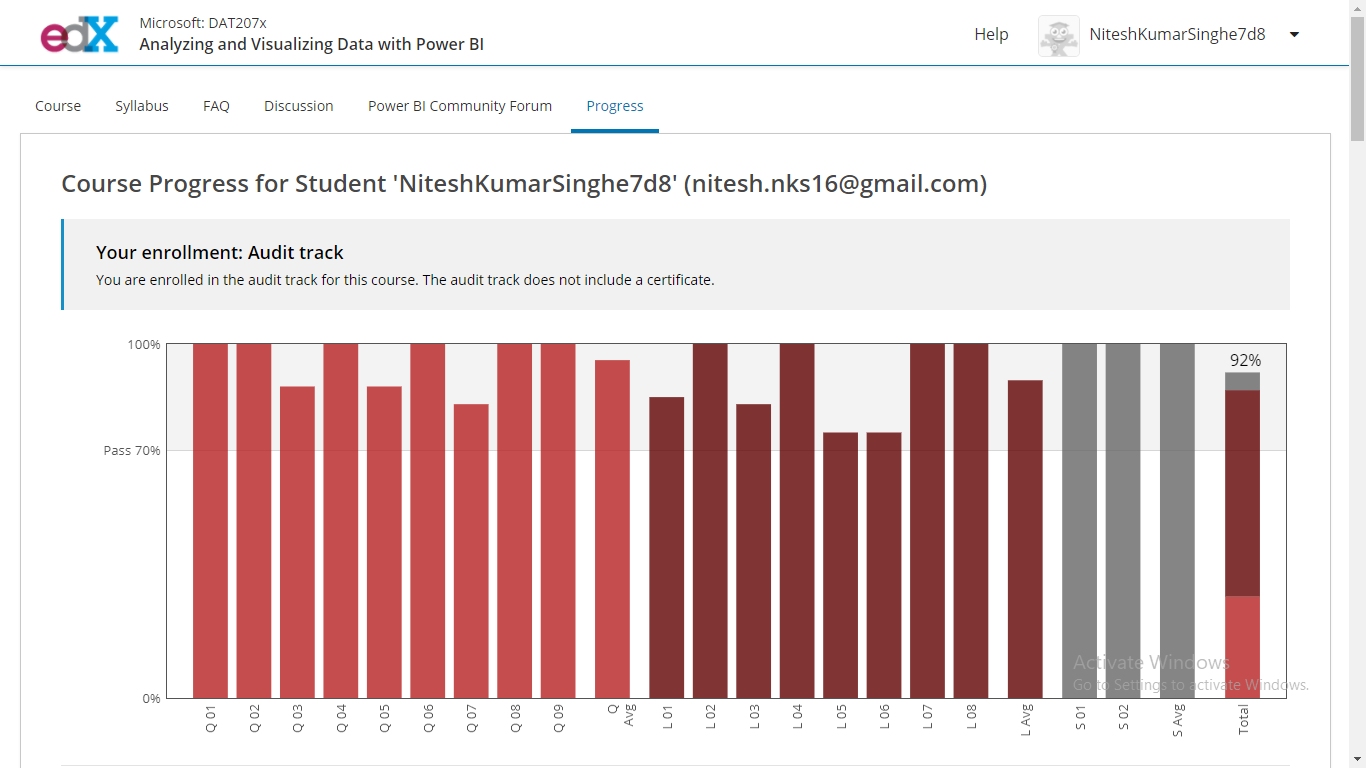 edX
Microsoft: DAT207x
Analyzing and Visualizing Data with Power BI
Help
NiteshKumarSinghe7d8
Course
Syllabus
FAQ
Discussion
Power BI Community Forum
Progress
Course Progress for Student 'NiteshKumarSinghe7d8' (nitesh.nks16@gmail.com)
Your enrollment: Audit track
You are enrolled in the audit track for this course. The audit track does not include a certificate.
100%
Pass 70%
0%
92%
Q 01
Q 02
Q 03
Q 04
Q 05
Q 06
Q 07
Q 08
Q 09
Q
Avg
L 01
L 02
L 03
L 04
L 05
L 06
L 07
L 08
L Avg
S 01
S 02
S Avg
Total
Activate Windows
Go to Settings to activate Windows.